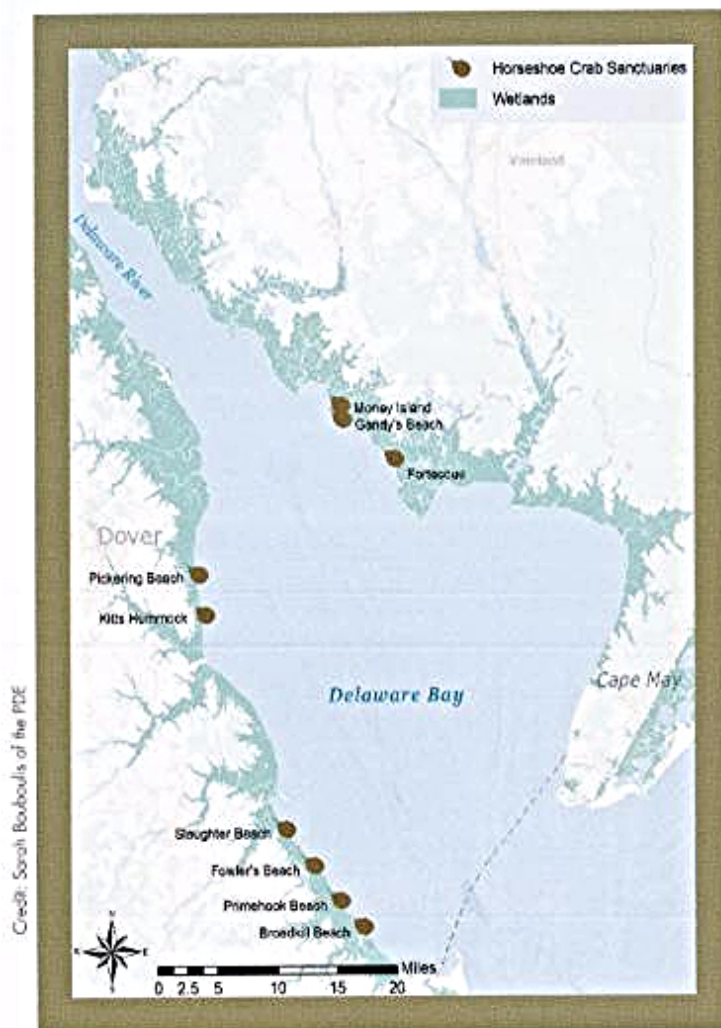 Horseshoe Crab Sanctuaries
Wetlands
Vineland
Delaware River
Money Island
Gandy's Beach
Fortescue
Dover
Pickering Beach
Kitts Hummock
Cape May
Delaware Bay
Slaughter Beach
Fowler's Beach
Primehook Beach
Broadkill Beach
N
E
S
Miles
0 2.5 5 10 15 20
Credit: Sarah Bouboulis of the PDE